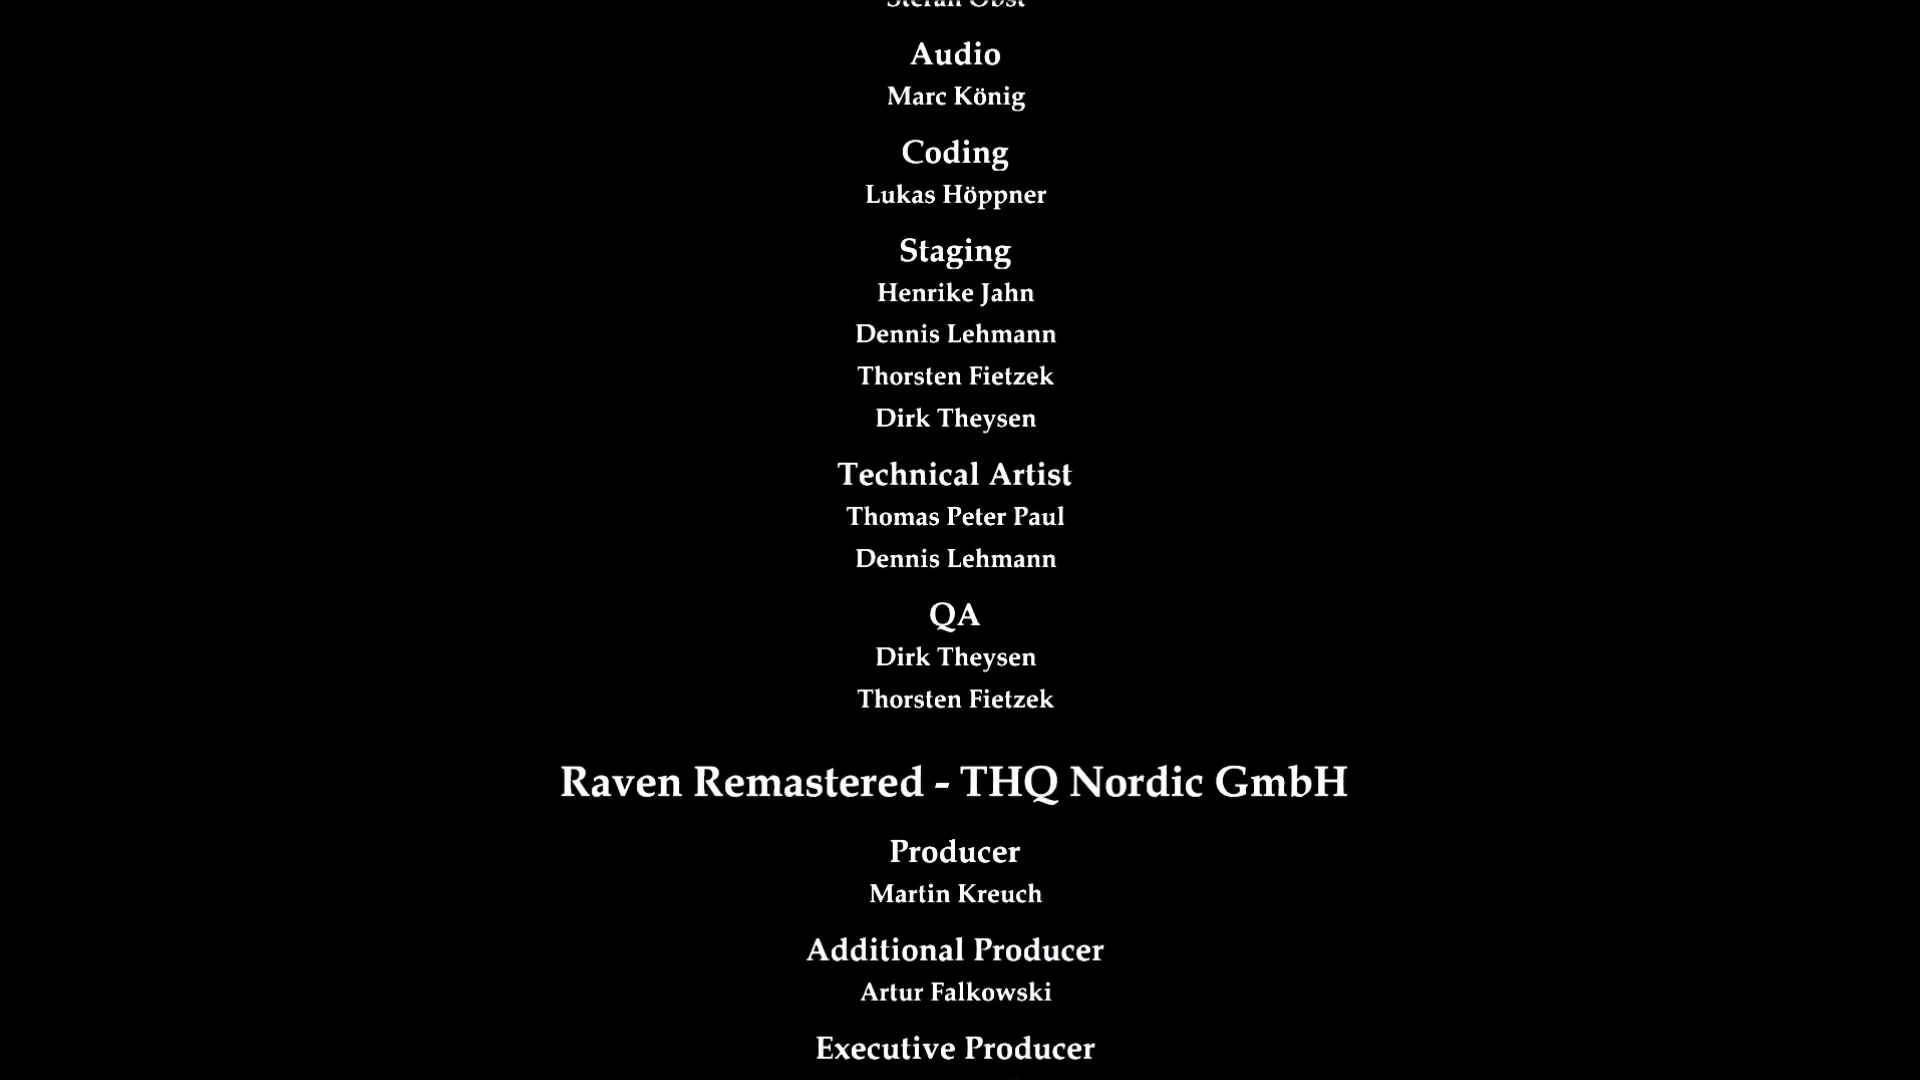 Stefan Obst
Audio
Marc König
Coding
Lukas Höppner
Staging
Henrike Jahn
Dennis Lehmann
Thorsten Fietzek
Dirk Theysen
Technical Artist
Thomas Peter Paul
Dennis Lehmann
QA
Dirk Theysen
Thorsten Fietzek
Raven Remastered - THQ Nordic GmbH
Producer
Martin Kreuch
Additional Producer
Artur Falkowski
Executive Producer